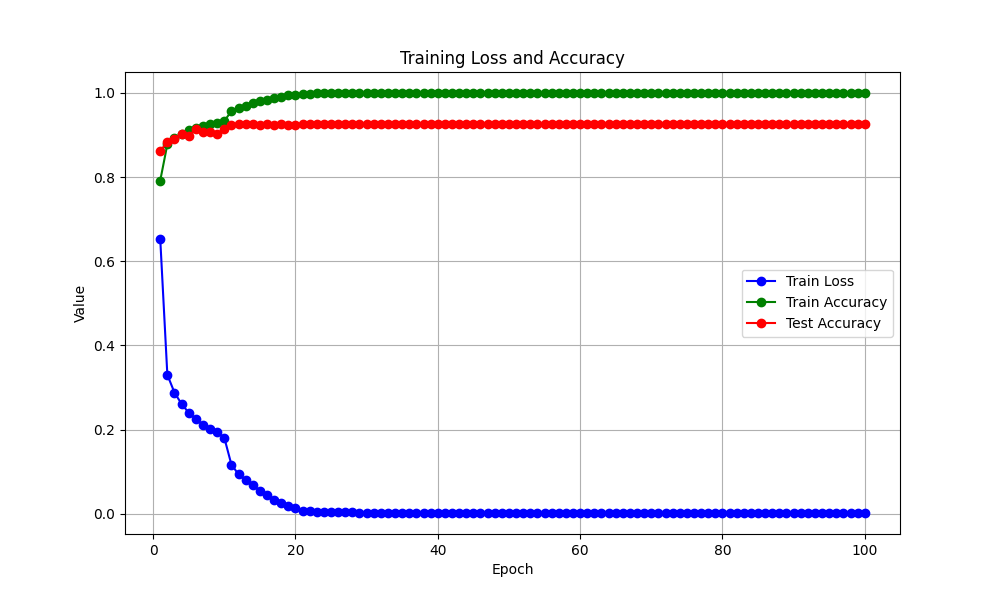 Training Loss and Accuracy
1.0
0.8
0.6
0.4
0.2
0.0
Value
Train Loss
Train Accuracy
Test Accuracy
0 20 40 60 80 100
Epoch